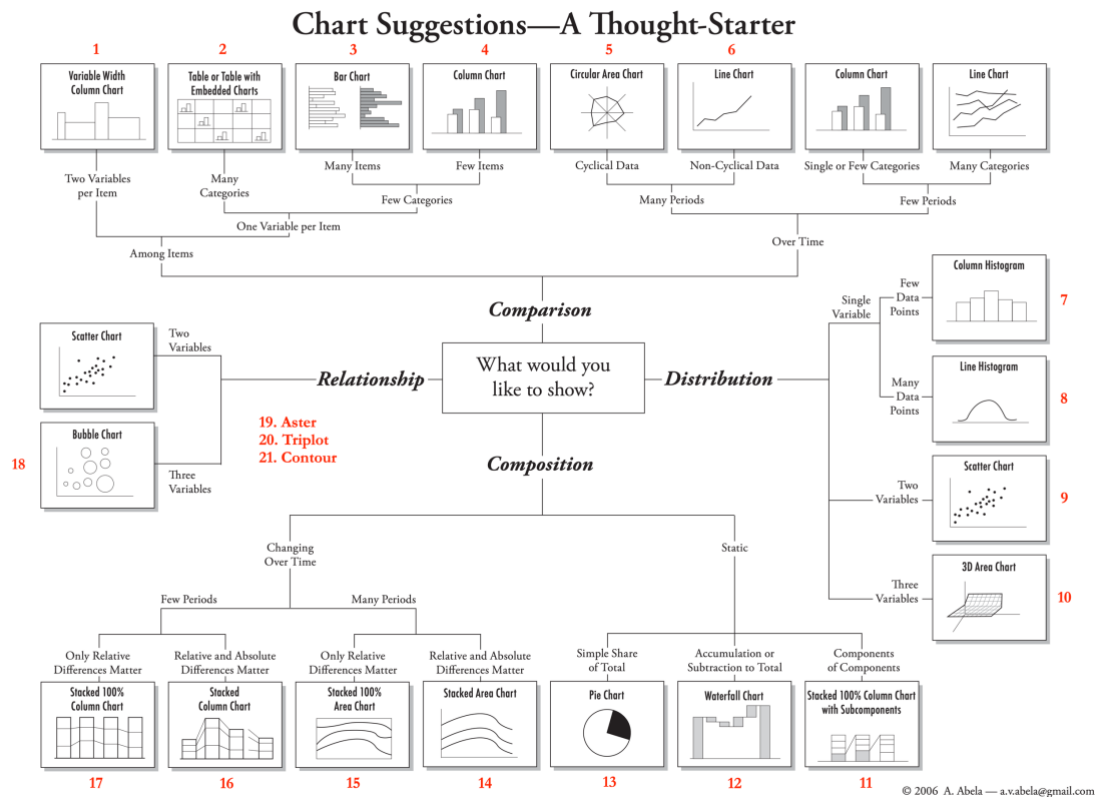 Chart Suggestions—A Thought-Starter
1
2
3
4
5
6
Variable Width
Column Chart
Table or Table with
Embedded Charts
Bar Chart
Column Chart
Circular Area Chart
Line Chart
Column Chart
Line Chart
Two Variables
per Item
Many
Categories
Many Items
Few Items
Cyclical Data
Non-Cyclical Data
Single or Few Categories
Many Categories
Few Categories
Many Periods
Few Periods
One Variable per Item
Among Items
Over Time
Comparison
What would you
like to show?
Relationship
Two
Variables
Scatter Chart
Bubble Chart
18
Three
Variables
19. Aster
20. Triplot
21. Contour
Distribution
Single
Variable
Few
Data
Points
Column Histogram
7
Many
Data
Points
Line Histogram
8
Two
Variables
Scatter Chart
9
Three
Variables
3D Area Chart
10
Composition
Changing
Over Time
Static
Few Periods
Many Periods
Only Relative
Differences Matter
Relative and Absolute
Differences Matter
Only Relative
Differences Matter
Relative and Absolute
Differences Matter
Simple Share
of Total
Accumulation or
Subtraction to Total
Components
of Components
Stacked 100%
Column Chart
Stacked
Column Chart
Stacked 100%
Area Chart
Stacked Area Chart
Pie Chart
Waterfall Chart
Stacked 100% Column Chart
with Subcomponents
17
16
15
14
13
12
11
© 2006 A. Abela — a.v.abela@gmail.com